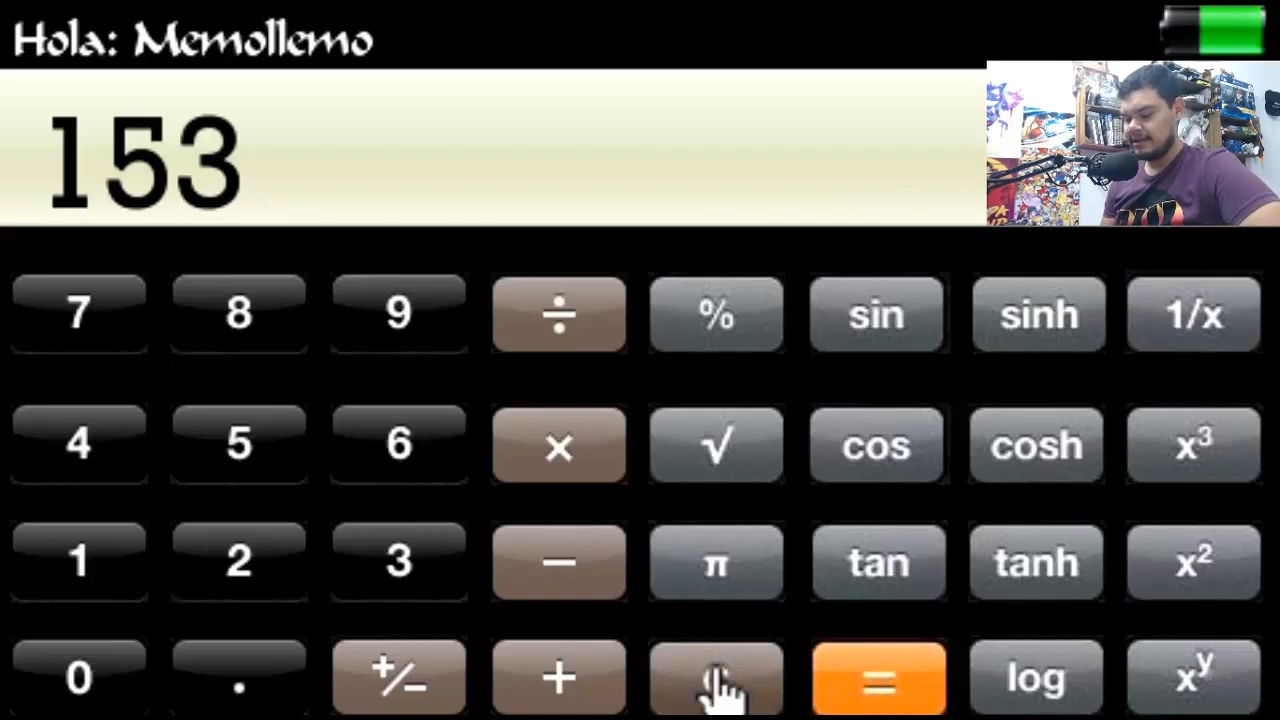 Hola: Memollemo
153
7 8 9 ÷ % sin sinh 1/x
4 5 6 × √ cos cosh x³
1 2 3 − π tan tanh x²
0 . +/− + = log xʸ